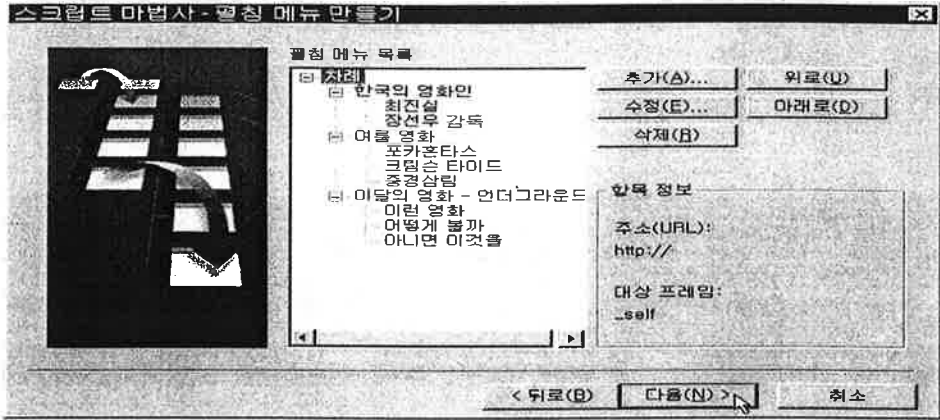 스크립트 마법사 - 펼침 메뉴 만들기
펼침 메뉴 목록
차례
한국의 영화인
최진실
장선우 감독
여름 영화
포카혼타스
크림슨 타이드
중경삼림
이달의 영화 - 언더그라운드
이런 영화
어떻게 볼까
아니면 이것을
추가(A)...
위로(U)
수정(E)...
아래로(D)
삭제(R)
항목 정보
주소(URL):
http://
대상 프레임:
_self
< 뒤로(B)
다음(N) >
취소